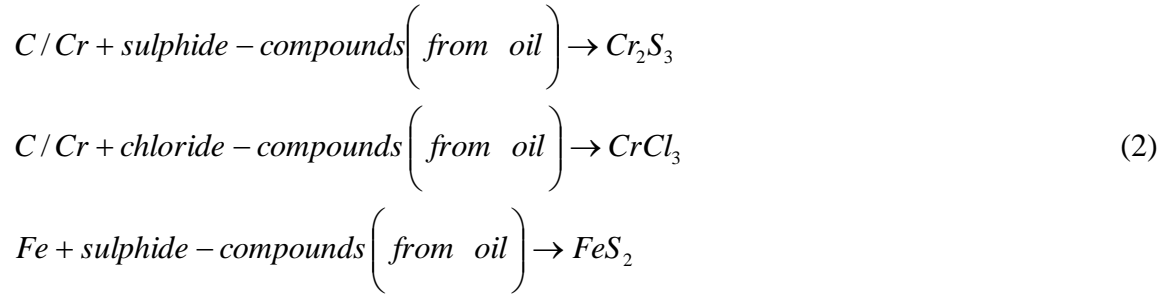 C/Cr + sulphide − compounds(from oil) → Cr₂S₃
C/Cr + chloride − compounds(from oil) → CrCl₃ (2)
Fe + sulphide − compounds(from oil) → FeS₂